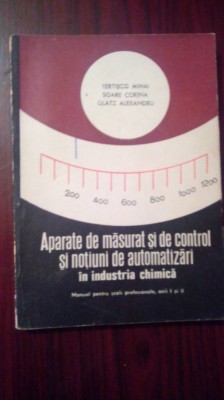 TERTIȘCO MIHAI
SOARE CORINA
GLATZ ALEXANDRU
200 600 1000
400 800 1200
Aparate de măsurat și de control
și noțiuni de automatizări
în industria chimică
Manual pentru școli profesionale, anii I și II